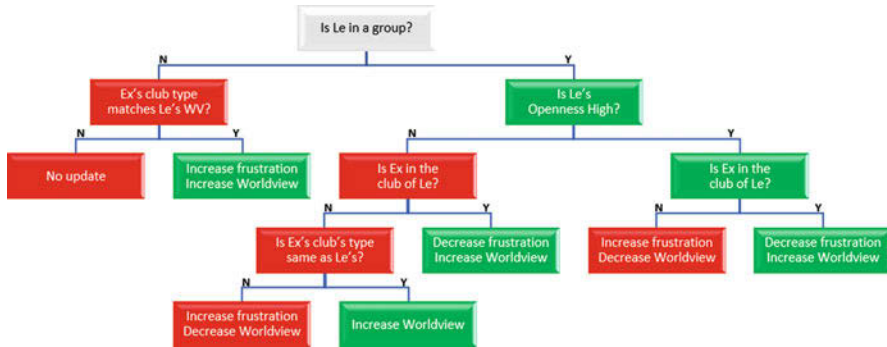 Is Le in a group?
N
Y
Ex's club type
matches Le's WV?
Is Le's
Openness High?
N
Y
N
Y
No update
Increase frustration
Increase Worldview
Is Ex in the
club of Le?
Is Ex in the
club of Le?
N
Y
N
Y
Is Ex's club's type
same as Le's?
Decrease frustration
Increase Worldview
Increase frustration
Decrease Worldview
Decrease frustration
Increase Worldview
N
Y
Increase frustration
Decrease Worldview
Increase Worldview